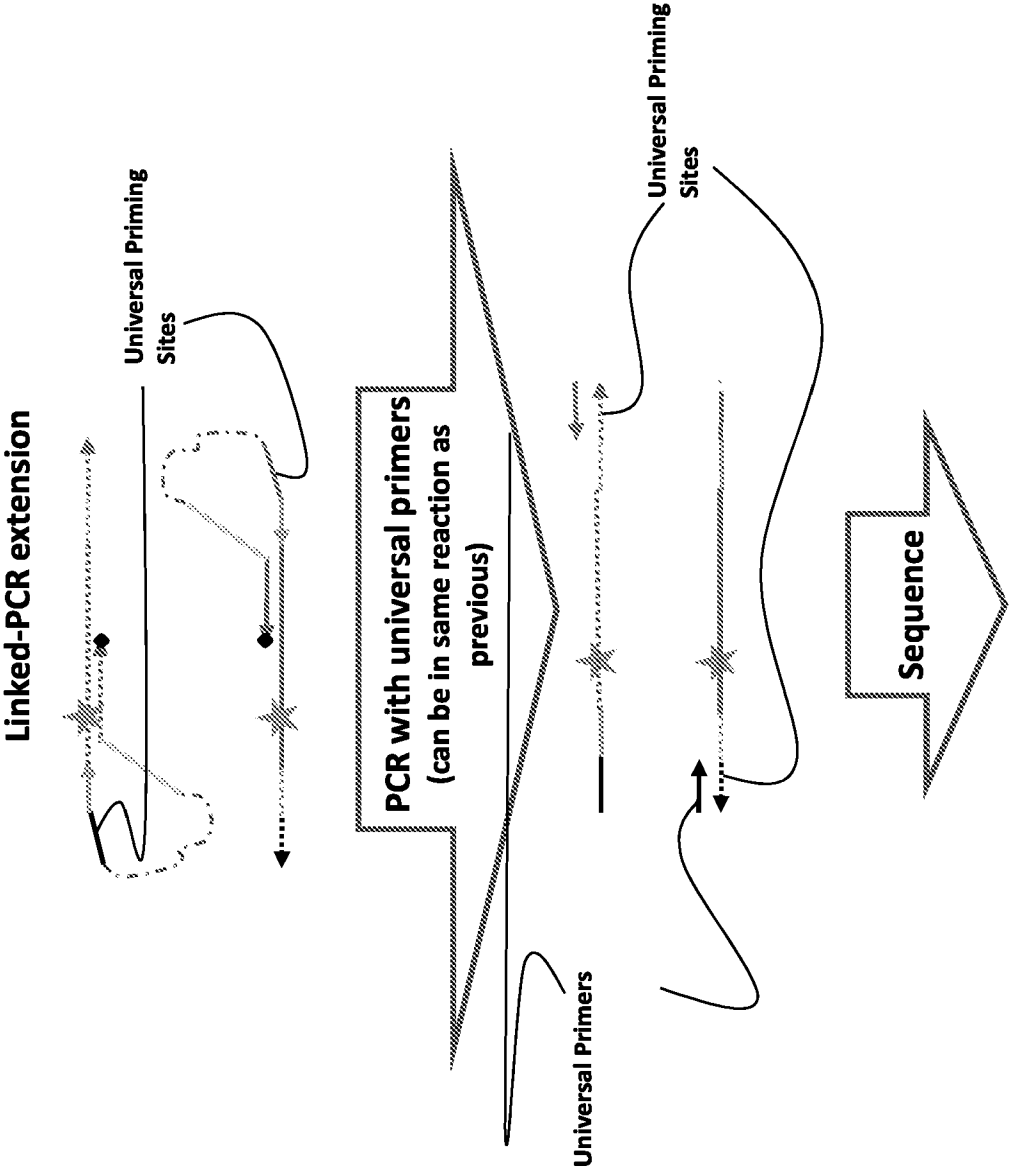 Linked-PCR extension
Universal Priming
Sites
PCR with universal primers
(can be in same reaction as
previous)
Universal Priming
Sites
Universal Primers
Sequence